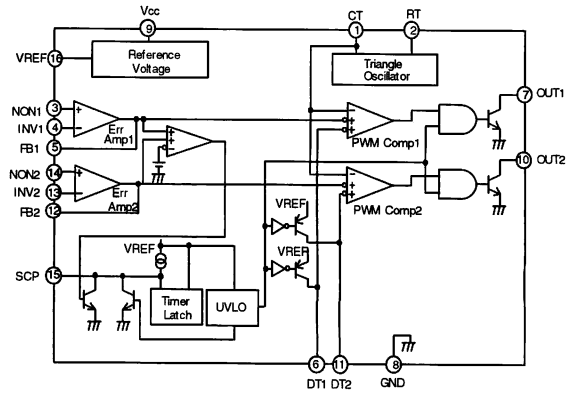 Vcc
9
CT
1
RT
2
VREF 16
Reference
Voltage
Triangle
Oscillator
NON1 3
+
INV1 4
−
Err
Amp1
FB1 5
NON2 14
+
INV2 13
−
Err
Amp2
FB2 12
+
+
−
−
+
+
PWM Comp1
−
+
+
PWM Comp2
7 OUT1
10 OUT2
VREF
VREF
VREF
SCP 15
Timer
Latch
UVLO
6
DT1
11
DT2
8
GND